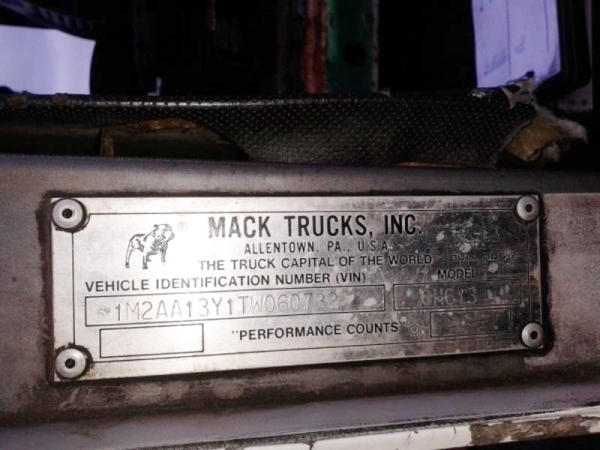 MACK TRUCKS, INC.
ALLENTOWN, PA., U.S.A.
THE TRUCK CAPITAL OF THE WORLD
VEHICLE IDENTIFICATION NUMBER (VIN) MODEL
1M2AA13Y1TW060732
"PERFORMANCE COUNTS" ®